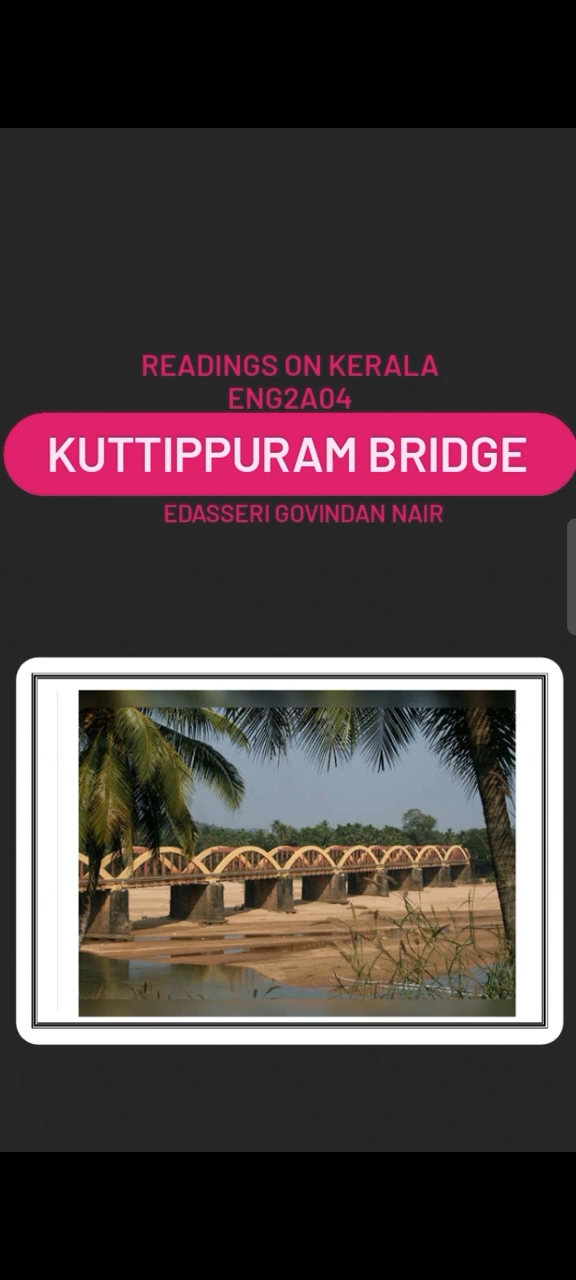 READINGS ON KERALA
ENG2A04
KUTTIPPURAM BRIDGE
EDASSERI GOVINDAN NAIR